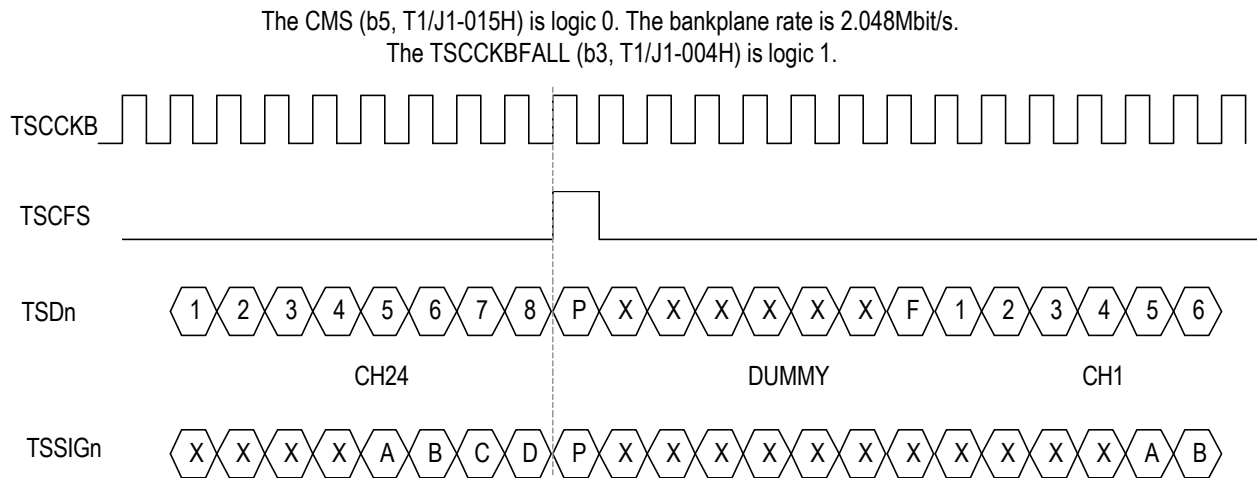 The CMS (b5, T1/J1-015H) is logic 0. The bankplane rate is 2.048Mbit/s.
The TSCCKBFALL (b3, T1/J1-004H) is logic 1.
TSCCKB
TSCFS
TSDn 1 2 3 4 5 6 7 8 P X X X X X X F 1 2 3 4 5 6
CH24 DUMMY CH1
TSSIGn X X X X A B C D P X X X X X X X X X X X A B